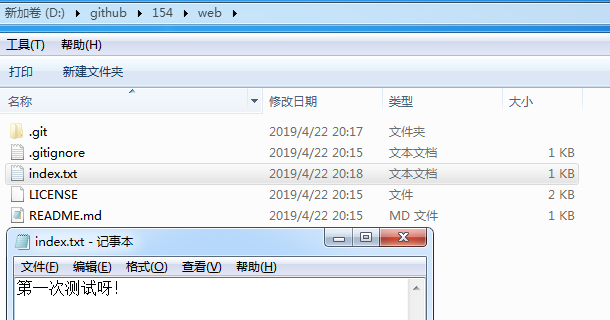 新加卷 (D:) github 154 web
工具(T) 帮助(H)
打印 新建文件夹
名称 修改日期 类型 大小
.git 2019/4/22 20:17 文件夹
.gitignore 2019/4/22 20:15 文本文档 1 KB
index.txt 2019/4/22 20:18 文本文档 1 KB
LICENSE 2019/4/22 20:15 文件 2 KB
README.md 2019/4/22 20:15 MD 文件 1 KB
index.txt - 记事本
文件(F) 编辑(E) 格式(O) 查看(V) 帮助(H)
第一次测试呀!